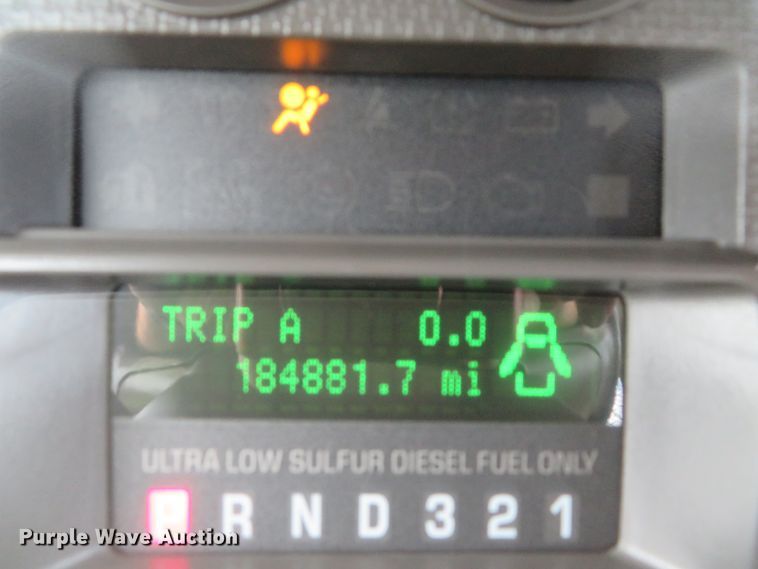 TRIP A 0.0
184881.7 mi
ULTRA LOW SULFUR DIESEL FUEL ONLY
P R N D 3 2 1
Purple Wave Auction